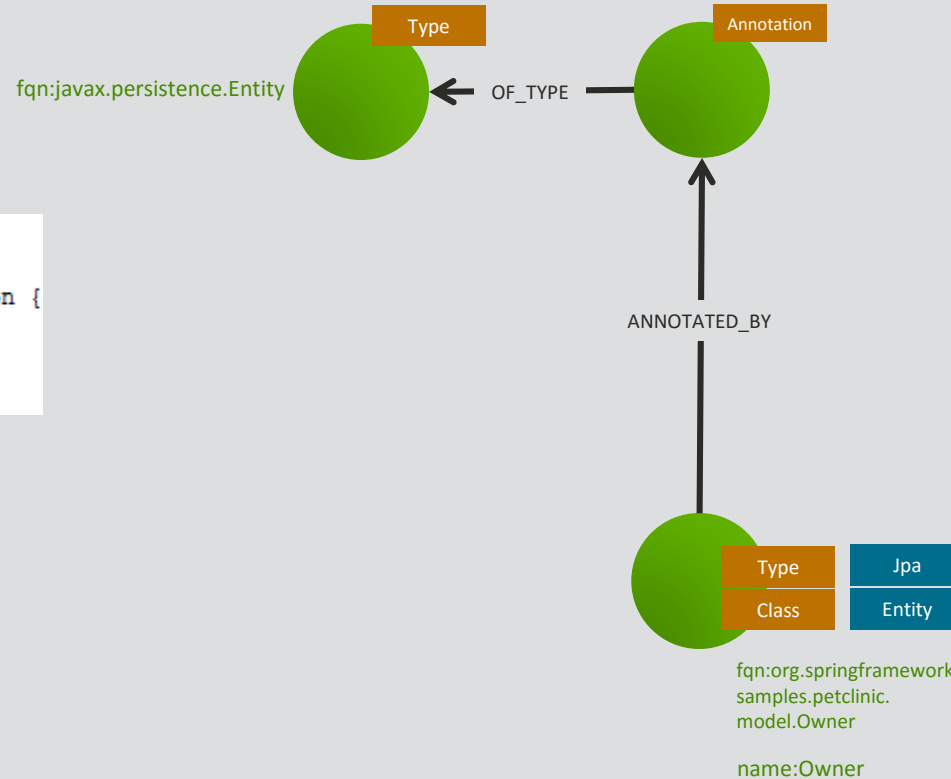 Type
Annotation
fqn:javax.persistence.Entity
OF_TYPE
{
ANNOTATED_BY
Type
Jpa
Class
Entity
fqn:org.springframework
samples.petclinic.
model.Owner
name:Owner